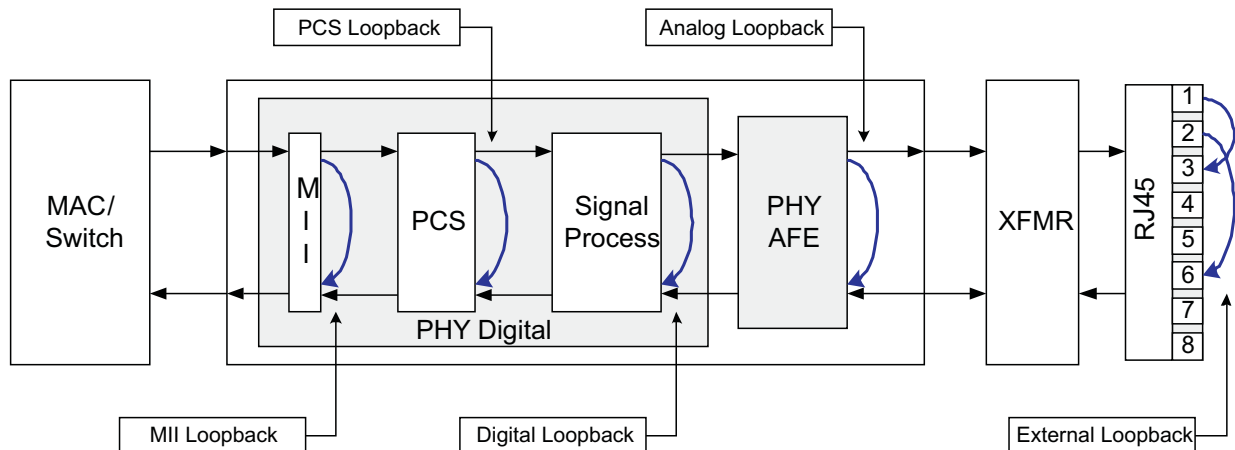 PCS Loopback
Analog Loopback
MAC/
Switch
M
I
I
PCS
Signal
Process
PHY
AFE
XFMR
RJ45
1
2
3
4
5
6
7
8
PHY Digital
MII Loopback
Digital Loopback
External Loopback